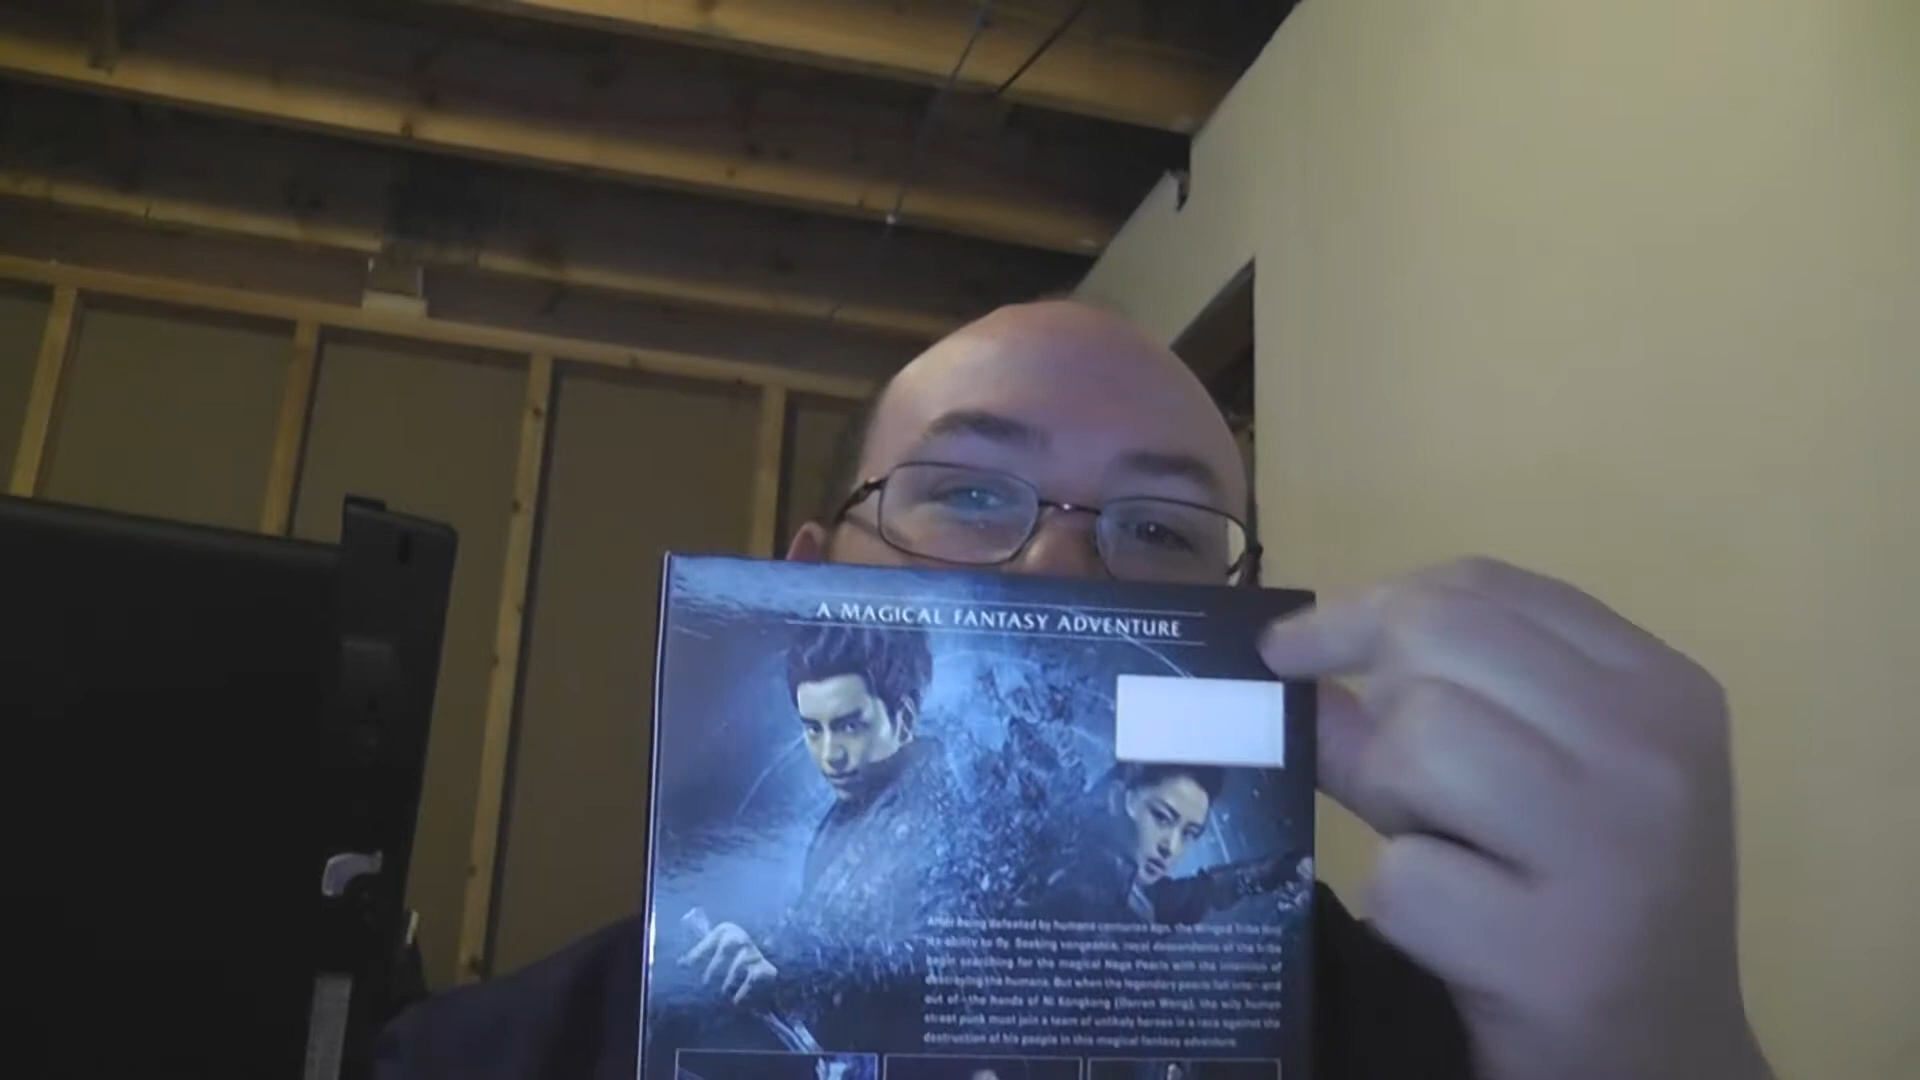 A MAGICAL FANTASY ADVENTURE
After being defeated by humans centuries ago, the Winged Tribe lost
its ability to fly. Seeking vengeance, royal descendants of the tribe
begin searching for the magical Naga Pearls with the intention of
destroying the humans. But when the legendary pearls fall into–and
out of–the hands of Ni Kongkong (Darren Wang), the wily human
street punk must join a team of unlikely heroes in a race against the
destruction of his people in this magical fantasy adventure.